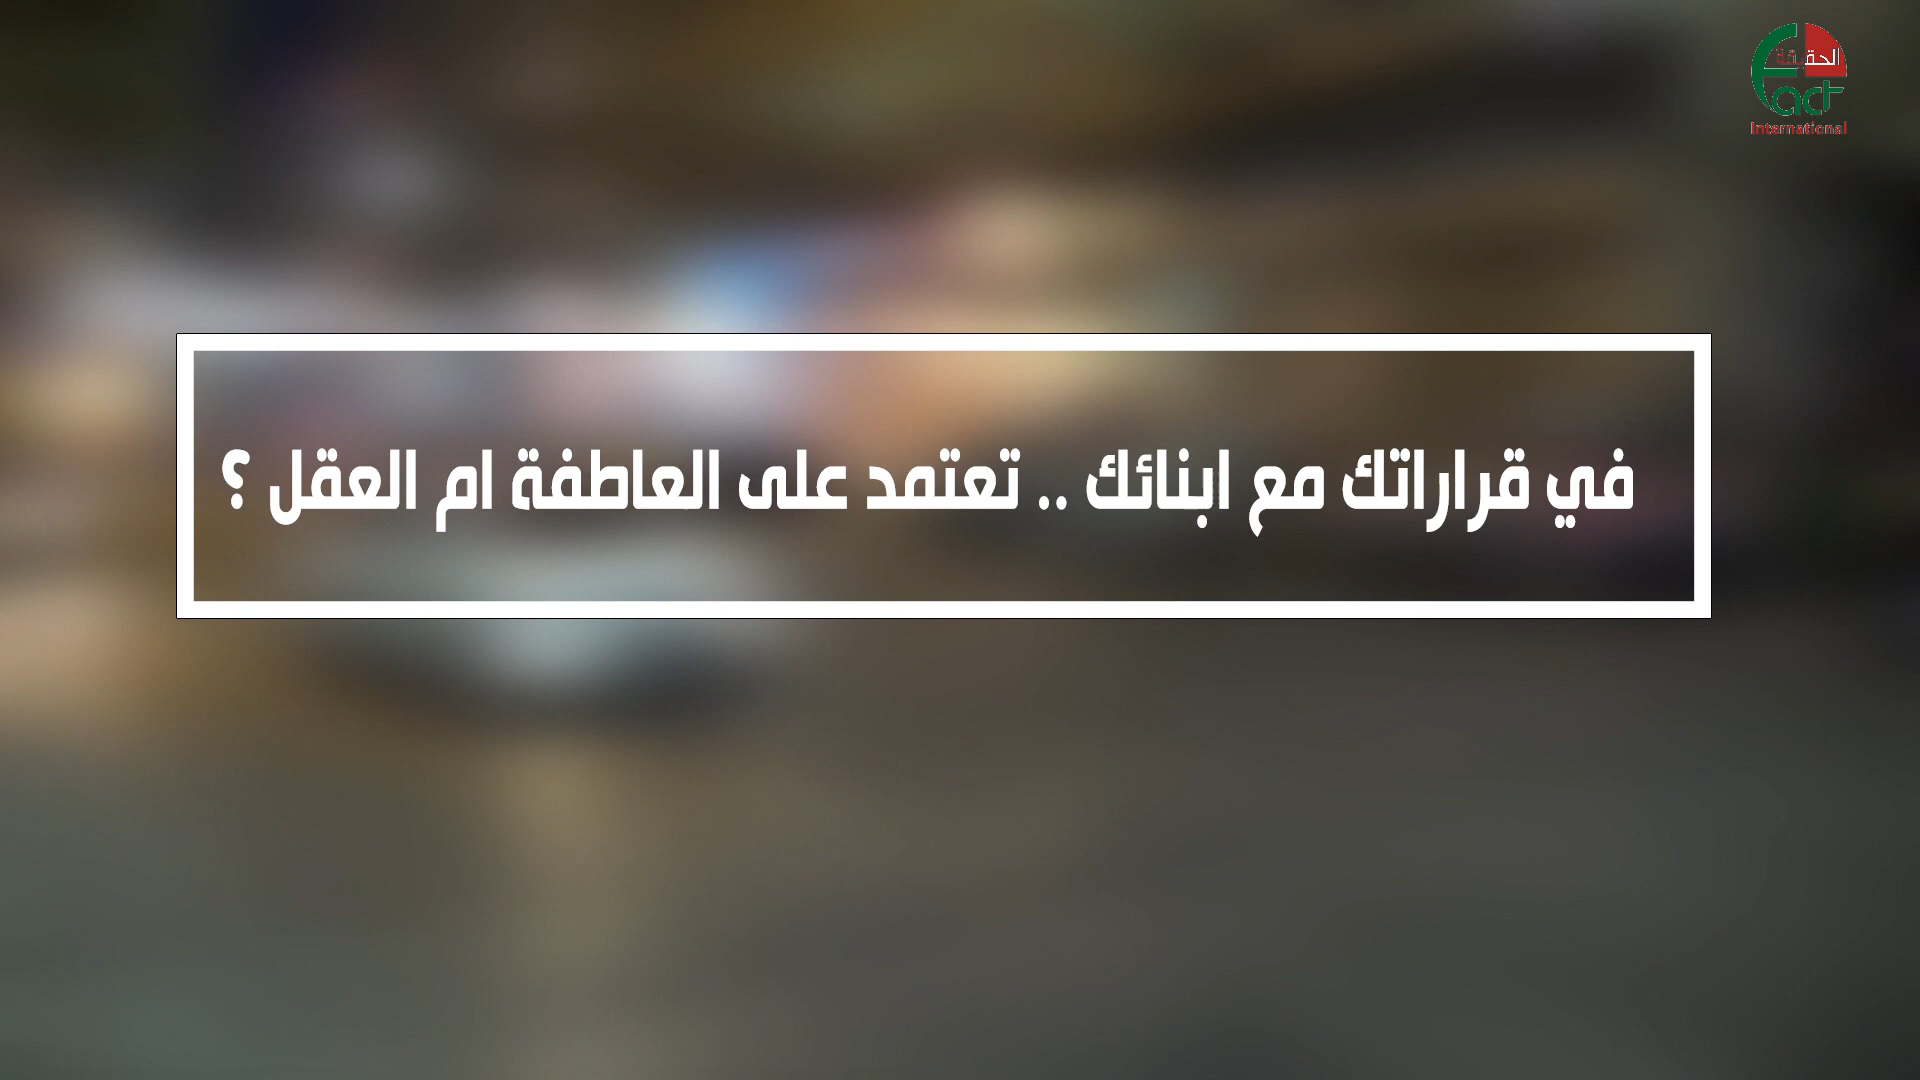 الحقيقة
Fact
International
في قراراتك مع ابنائك .. تعتمد على العاطفة ام العقل ؟